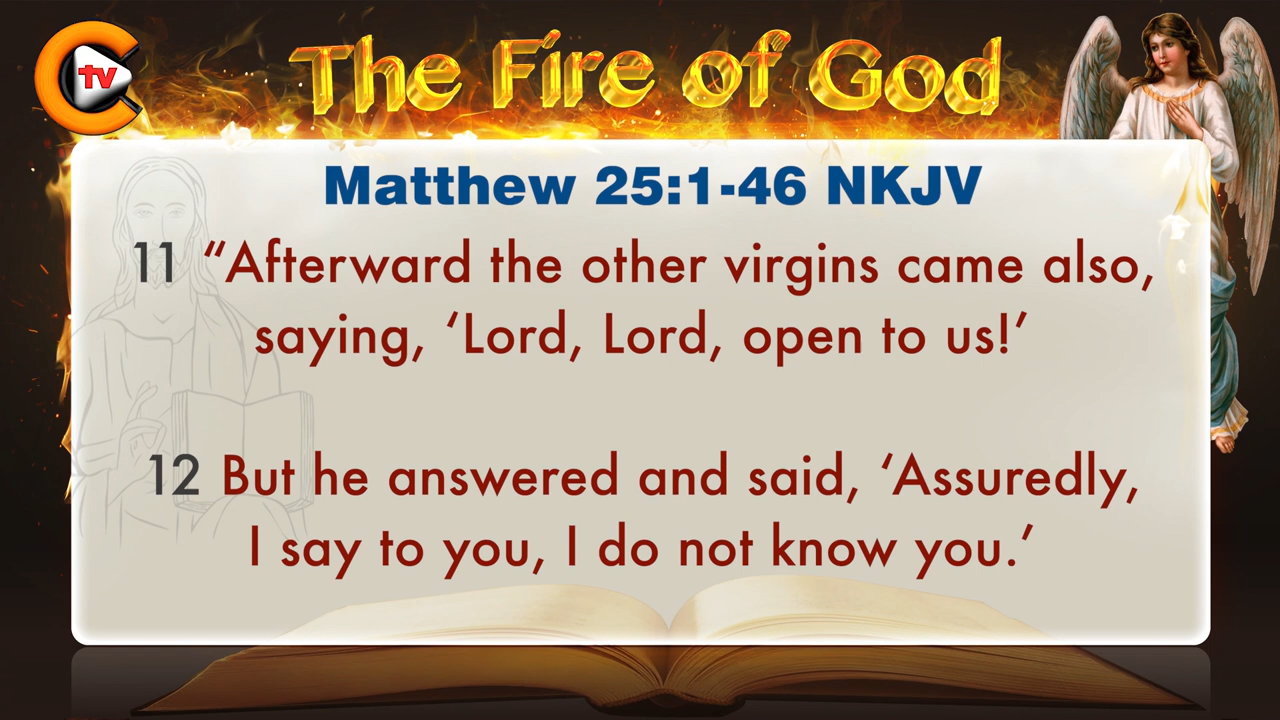 tv
The Fire of God
Matthew 25:1-46 NKJV
11 “Afterward the other virgins came also,
saying, ‘Lord, Lord, open to us!’
12 But he answered and said, ‘Assuredly,
I say to you, I do not know you.’